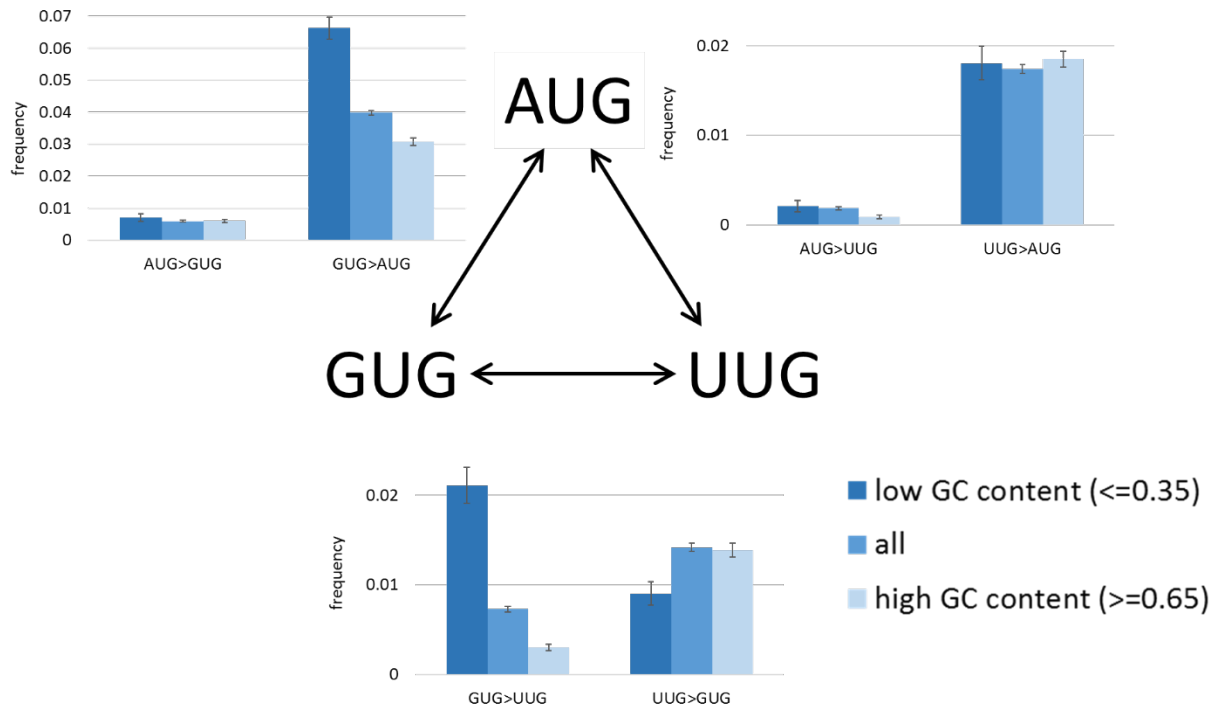 0.07
0.06
0.05
0.04
0.03
0.02
0.01
0
frequency
AUG>GUG
GUG>AUG
AUG
0.02
0.01
0
frequency
AUG>UUG
UUG>AUG
GUG
UUG
0.02
0.01
0
frequency
GUG>UUG
UUG>GUG
low GC content (<=0.35)
all
high GC content (>=0.65)